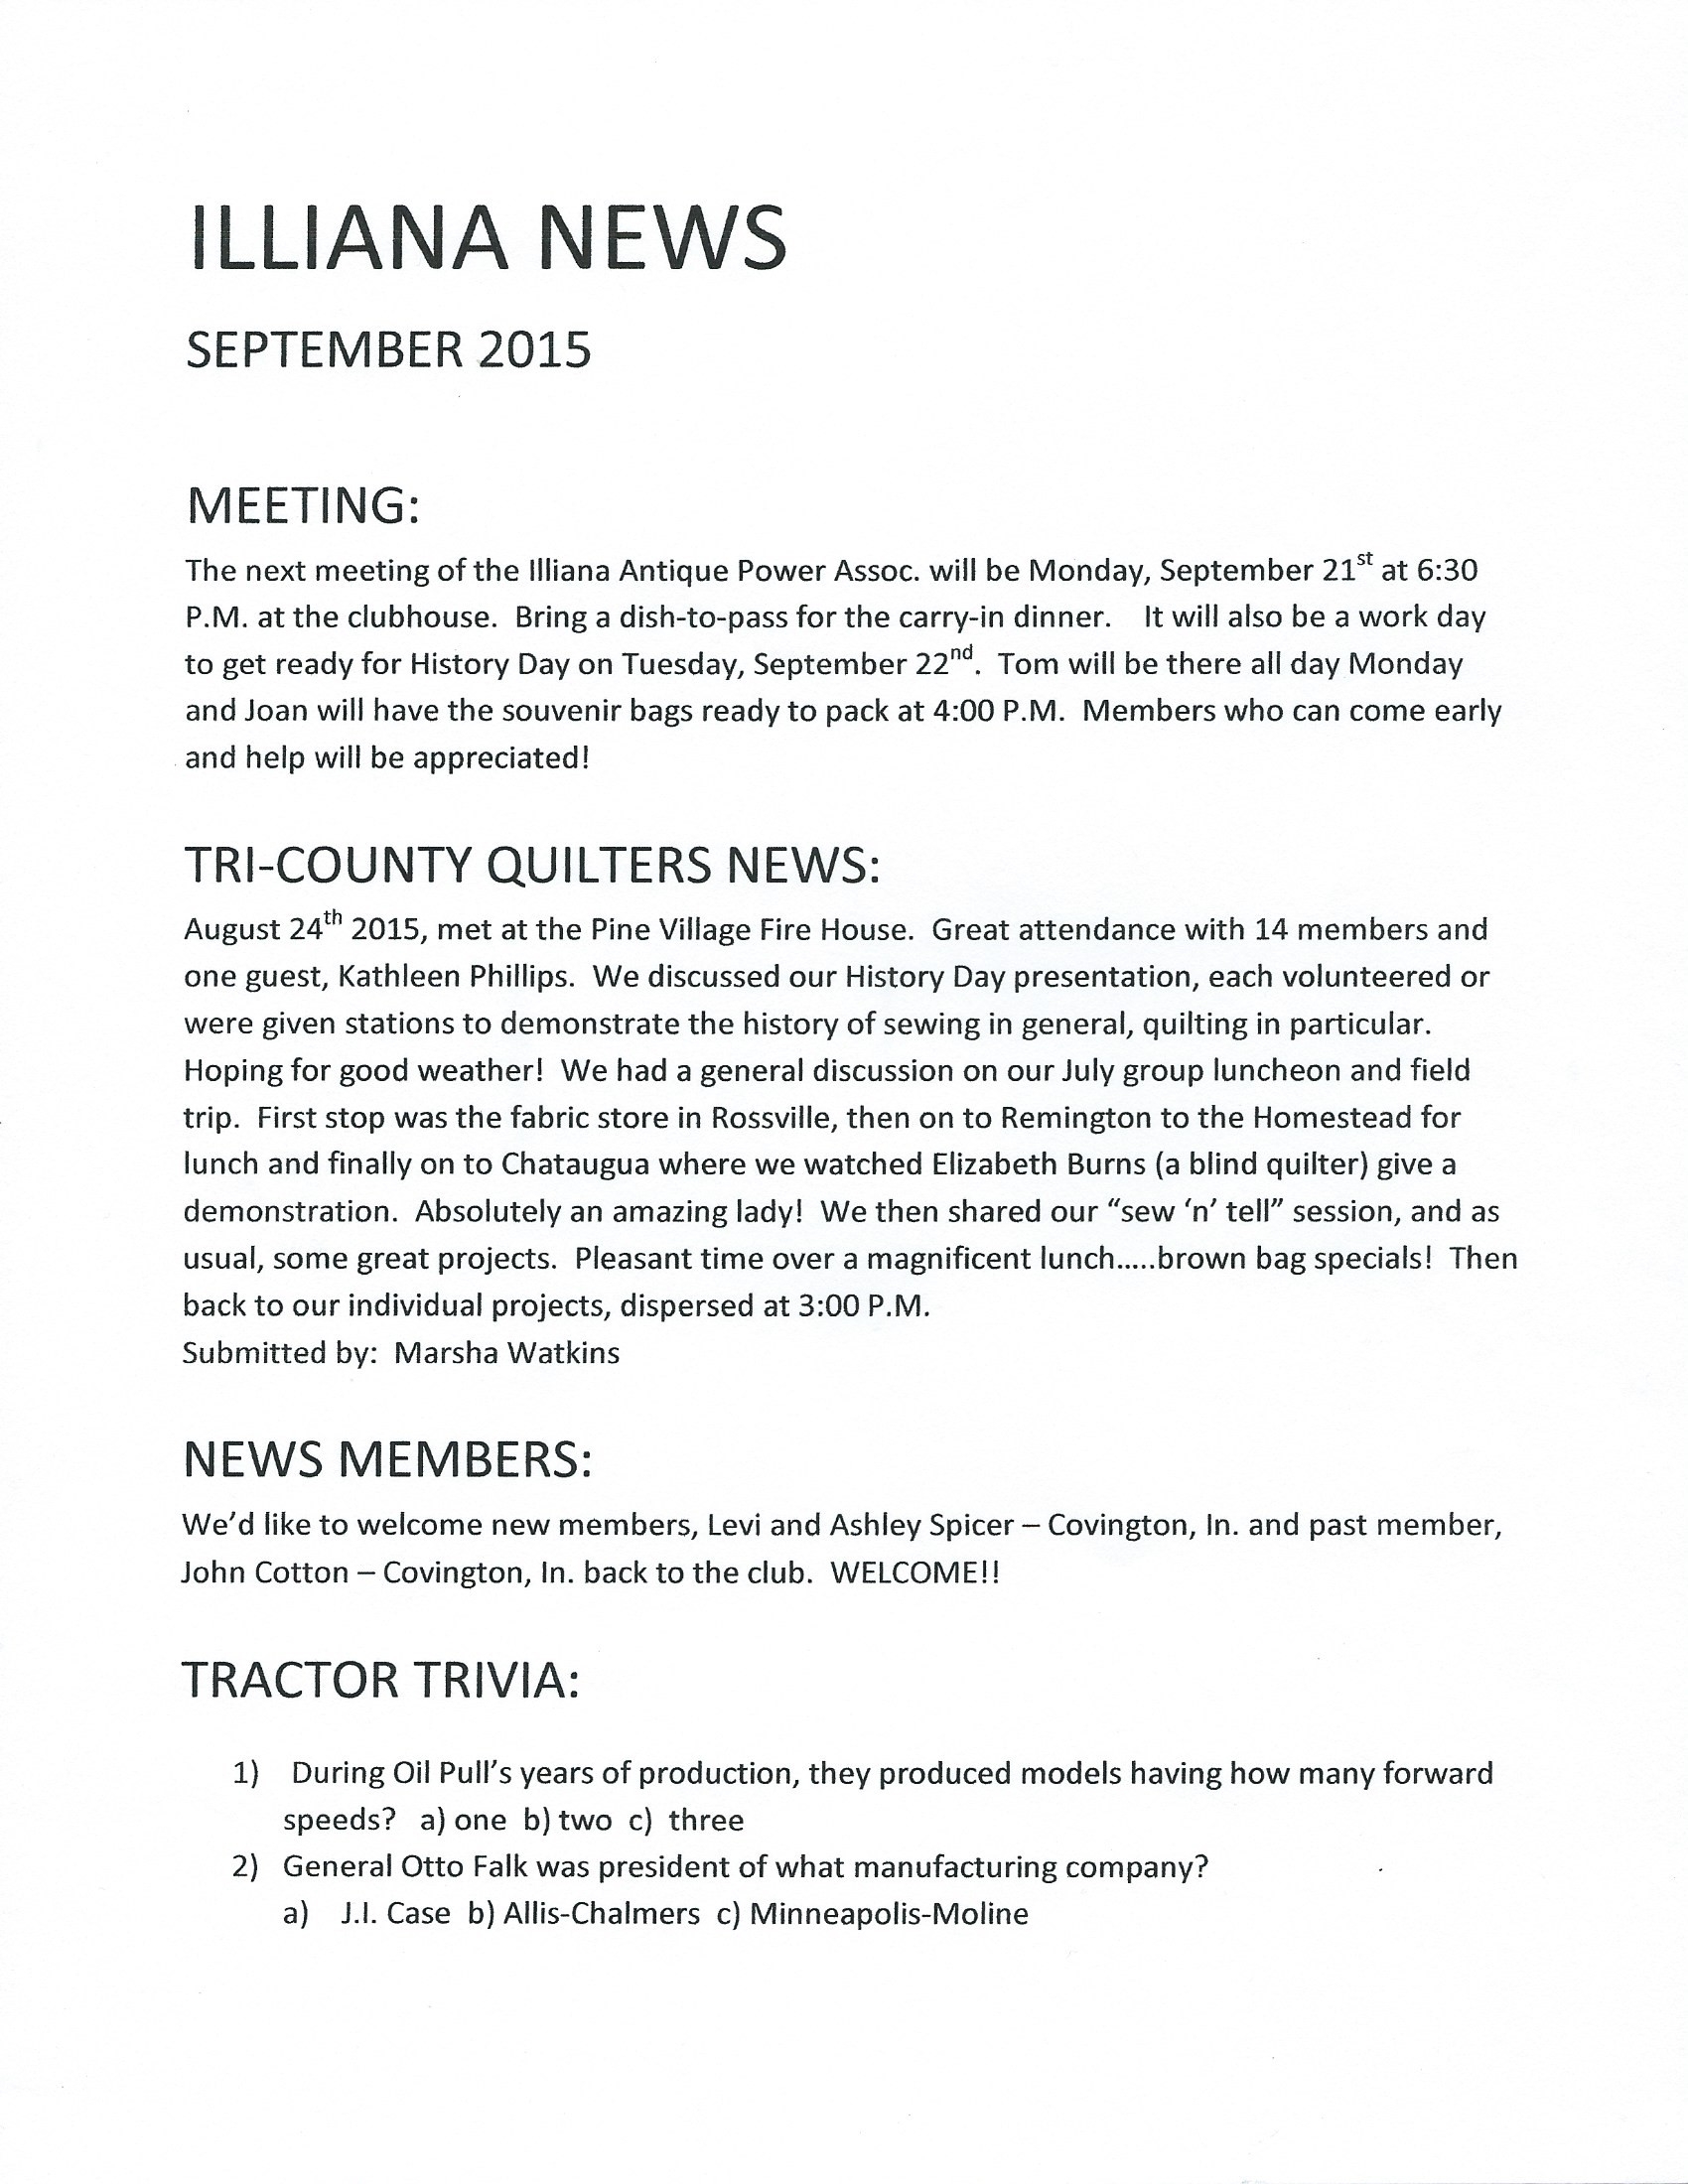 ILLIANA NEWS
SEPTEMBER 2015
MEETING:
The next meeting of the Illiana Antique Power Assoc. will be Monday, September 21st at 6:30
P.M. at the clubhouse.  Bring a dish-to-pass for the carry-in dinner.    It will also be a work day
to get ready for History Day on Tuesday, September 22nd.  Tom will be there all day Monday
and Joan will have the souvenir bags ready to pack at 4:00 P.M.  Members who can come early
and help will be appreciated!
TRI-COUNTY QUILTERS NEWS:
August 24th 2015, met at the Pine Village Fire House.  Great attendance with 14 members and
one guest, Kathleen Phillips.  We discussed our History Day presentation, each volunteered or
were given stations to demonstrate the history of sewing in general, quilting in particular.
Hoping for good weather!  We had a general discussion on our July group luncheon and field
trip.  First stop was the fabric store in Rossville, then on to Remington to the Homestead for
lunch and finally on to Chataugua where we watched Elizabeth Burns (a blind quilter) give a
demonstration.  Absolutely an amazing lady!  We then shared our “sew ‘n’ tell” session, and as
usual, some great projects.  Pleasant time over a magnificent lunch.....brown bag specials!  Then
back to our individual projects, dispersed at 3:00 P.M.
Submitted by:  Marsha Watkins
NEWS MEMBERS:
We’d like to welcome new members, Levi and Ashley Spicer – Covington, In. and past member,
John Cotton – Covington, In. back to the club.  WELCOME!!
TRACTOR TRIVIA:
1)   During Oil Pull’s years of production, they produced models having how many forward
speeds?   a) one  b) two  c)  three
2)   General Otto Falk was president of what manufacturing company?
a)    J.I. Case  b) Allis-Chalmers  c) Minneapolis-Moline